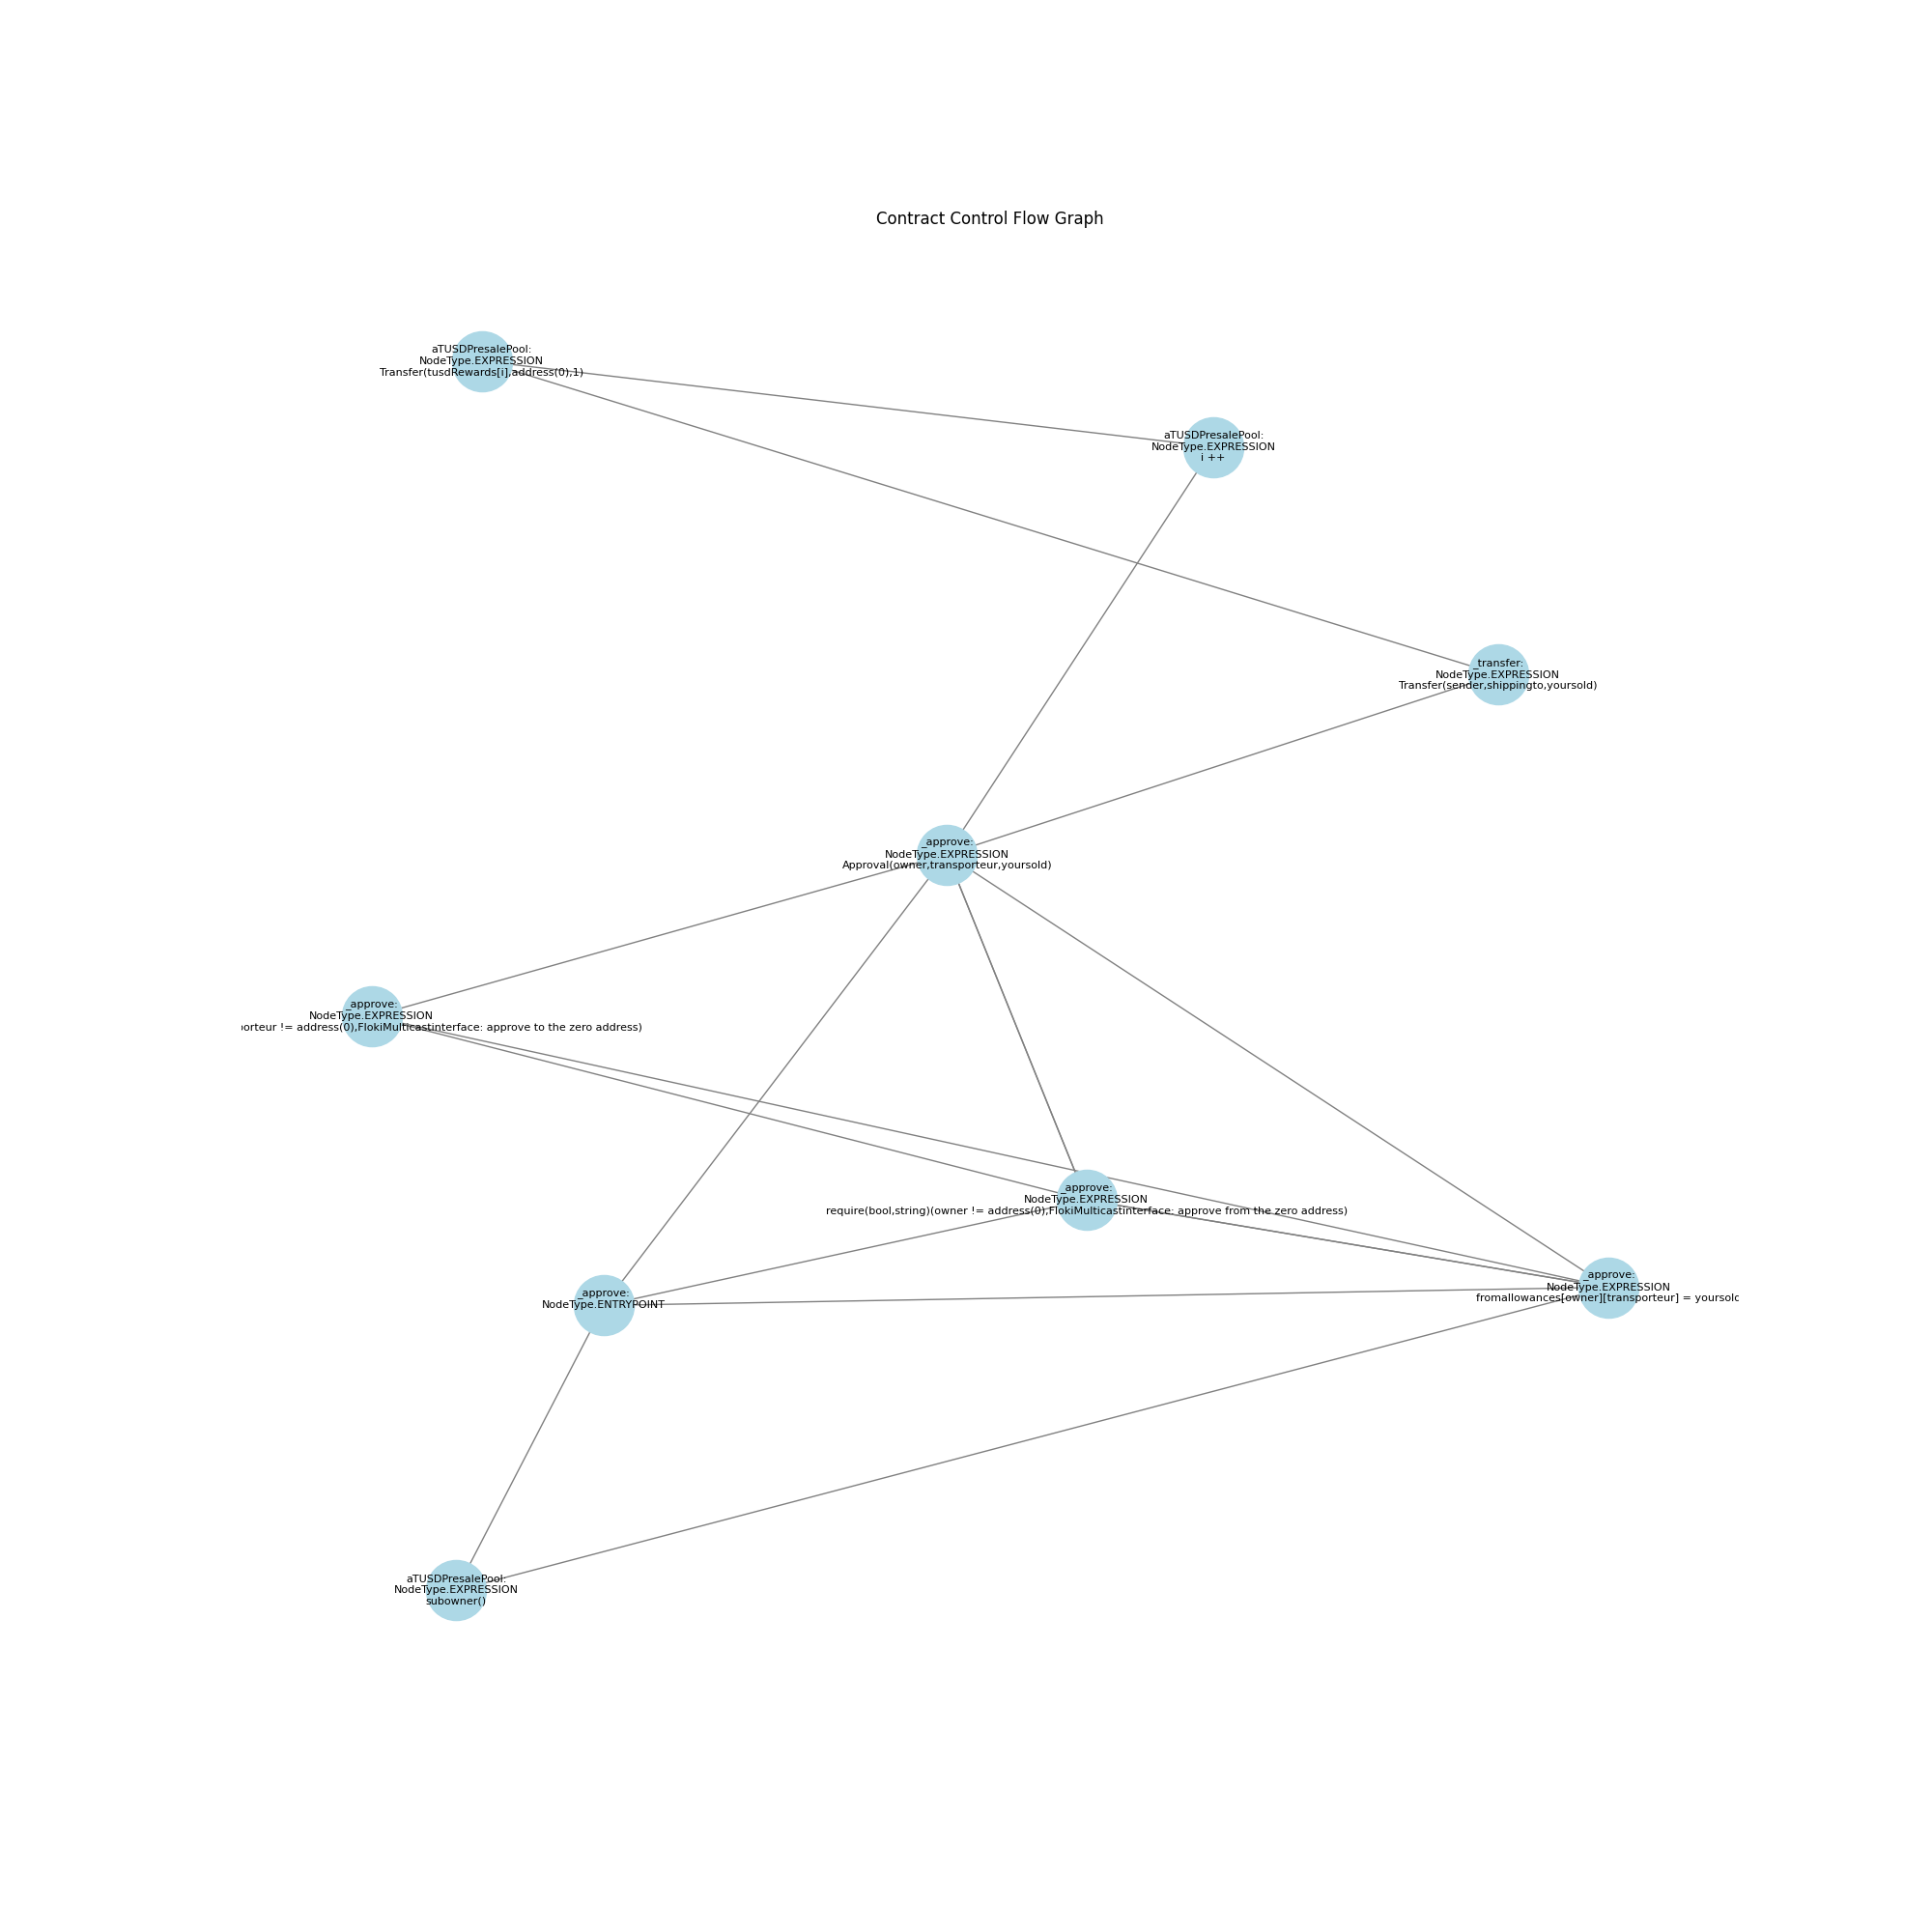 Contract Control Flow Graph
aTUSDPresalePool:
NodeType.EXPRESSION
Transfer(tusdRewards[i],address(0),1)
aTUSDPresalePool:
NodeType.EXPRESSION
i ++
_transfer:
NodeType.EXPRESSION
Transfer(sender,shippingto,yoursold)
_approve:
NodeType.EXPRESSION
Approval(owner,transporteur,yoursold)
_approve:
NodeType.EXPRESSION
porteur != address(0),FlokiMulticastinterface: approve to the zero address)
_approve:
NodeType.EXPRESSION
require(bool,string)(owner != address(0),FlokiMulticastinterface: approve from the zero address)
_approve:
NodeType.EXPRESSION
fromallowances[owner][transporteur] = yoursold
_approve:
NodeType.ENTRYPOINT
aTUSDPresalePool:
NodeType.EXPRESSION
subowner()